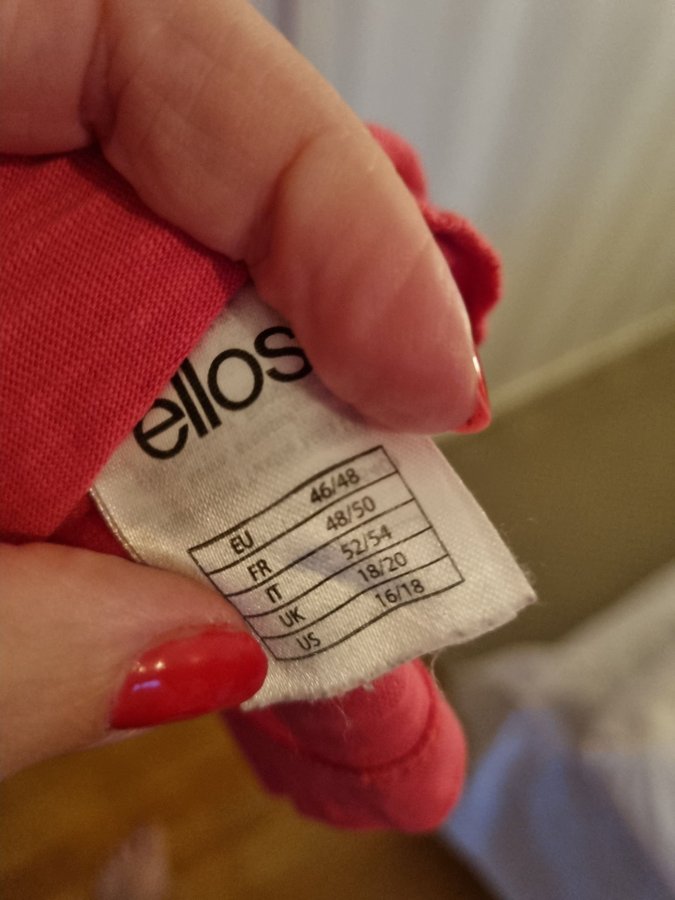 ellos
EU 46/48
FR 48/50
IT 52/54
UK 18/20
US 16/18